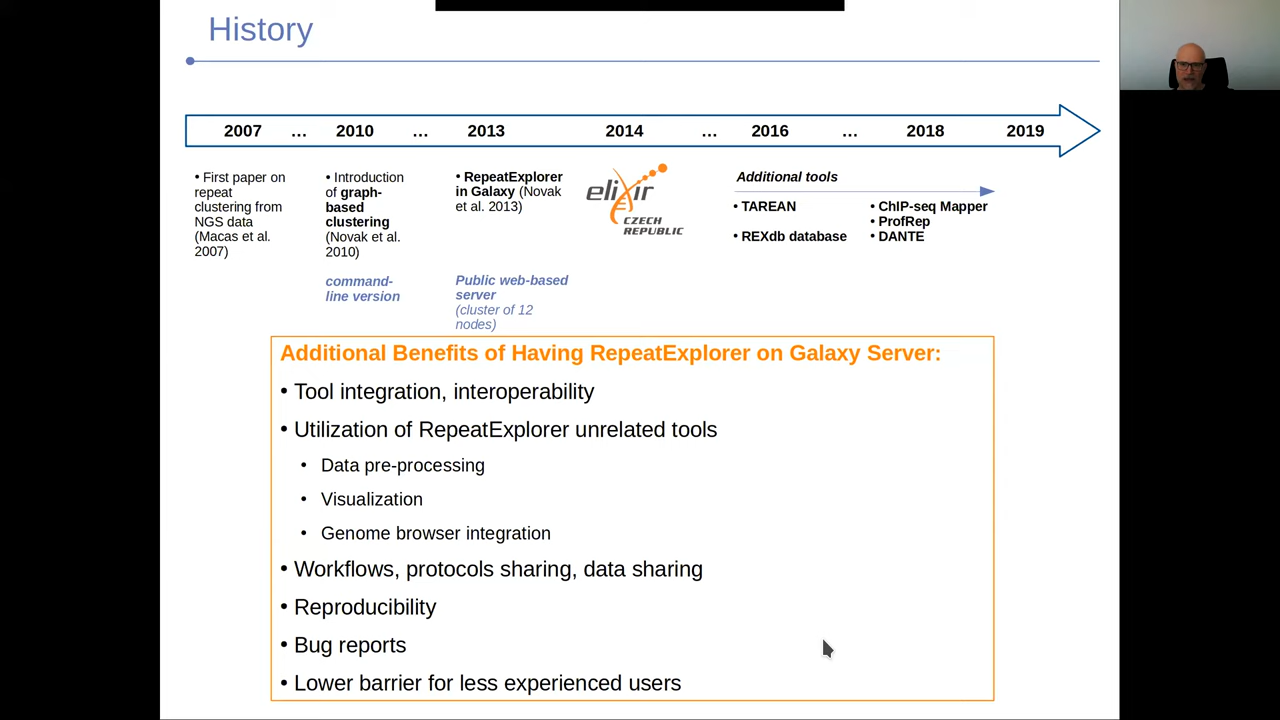 History
2007 ... 2010 ... 2013 2014 ... 2016 ... 2018 2019
• First paper on
repeat
clustering from
NGS data
(Macas et al.
2007)
• Introduction
of graph-
based
clustering
(Novak et al.
2010)
command-
line version
• RepeatExplorer
in Galaxy (Novak
et al. 2013)
Public web-based
server
(cluster of 12
nodes)
elixir
CZECH
REPUBLIC
Additional tools
• TAREAN
• REXdb database
• ChIP-seq Mapper
• ProfRep
• DANTE
Additional Benefits of Having RepeatExplorer on Galaxy Server:
• Tool integration, interoperability
• Utilization of RepeatExplorer unrelated tools
• Data pre-processing
• Visualization
• Genome browser integration
• Workflows, protocols sharing, data sharing
• Reproducibility
• Bug reports
• Lower barrier for less experienced users